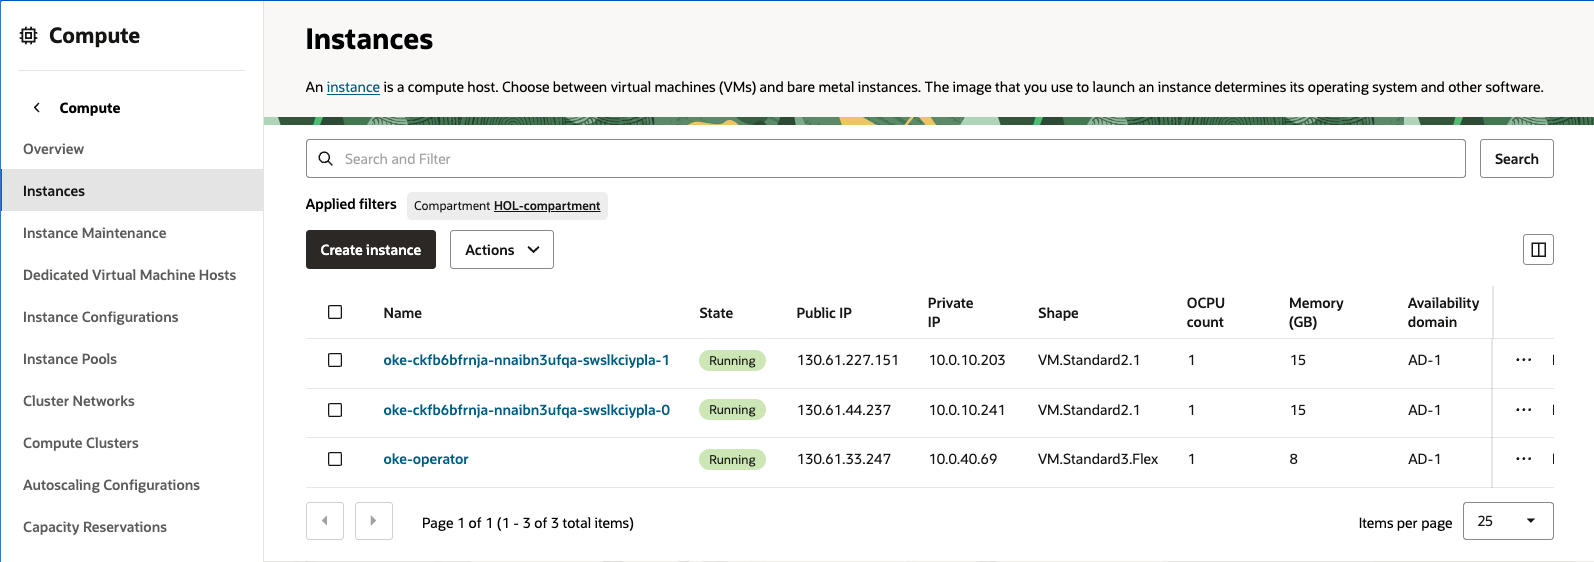 Compute
Compute
Overview
Instances
Instance Maintenance
Dedicated Virtual Machine Hosts
Instance Configurations
Instance Pools
Cluster Networks
Compute Clusters
Autoscaling Configurations
Capacity Reservations
Instances
An instance is a compute host. Choose between virtual machines (VMs) and bare metal instances. The image that you use to launch an instance determines its operating system and other software.
Search and Filter
Search
Applied filters Compartment HOL-compartment
Create instance Actions
Name State Public IP Private IP Shape OCPU count Memory (GB) Availability domain
oke-ckfb6bfrnja-nnaibn3ufqa-swslkciypla-1 Running 130.61.227.151 10.0.10.203 VM.Standard2.1 1 15 AD-1 ...
oke-ckfb6bfrnja-nnaibn3ufqa-swslkciypla-0 Running 130.61.44.237 10.0.10.241 VM.Standard2.1 1 15 AD-1 ...
oke-operator Running 130.61.33.247 10.0.40.69 VM.Standard3.Flex 1 8 AD-1 ...
Page 1 of 1 (1 - 3 of 3 total items) Items per page 25